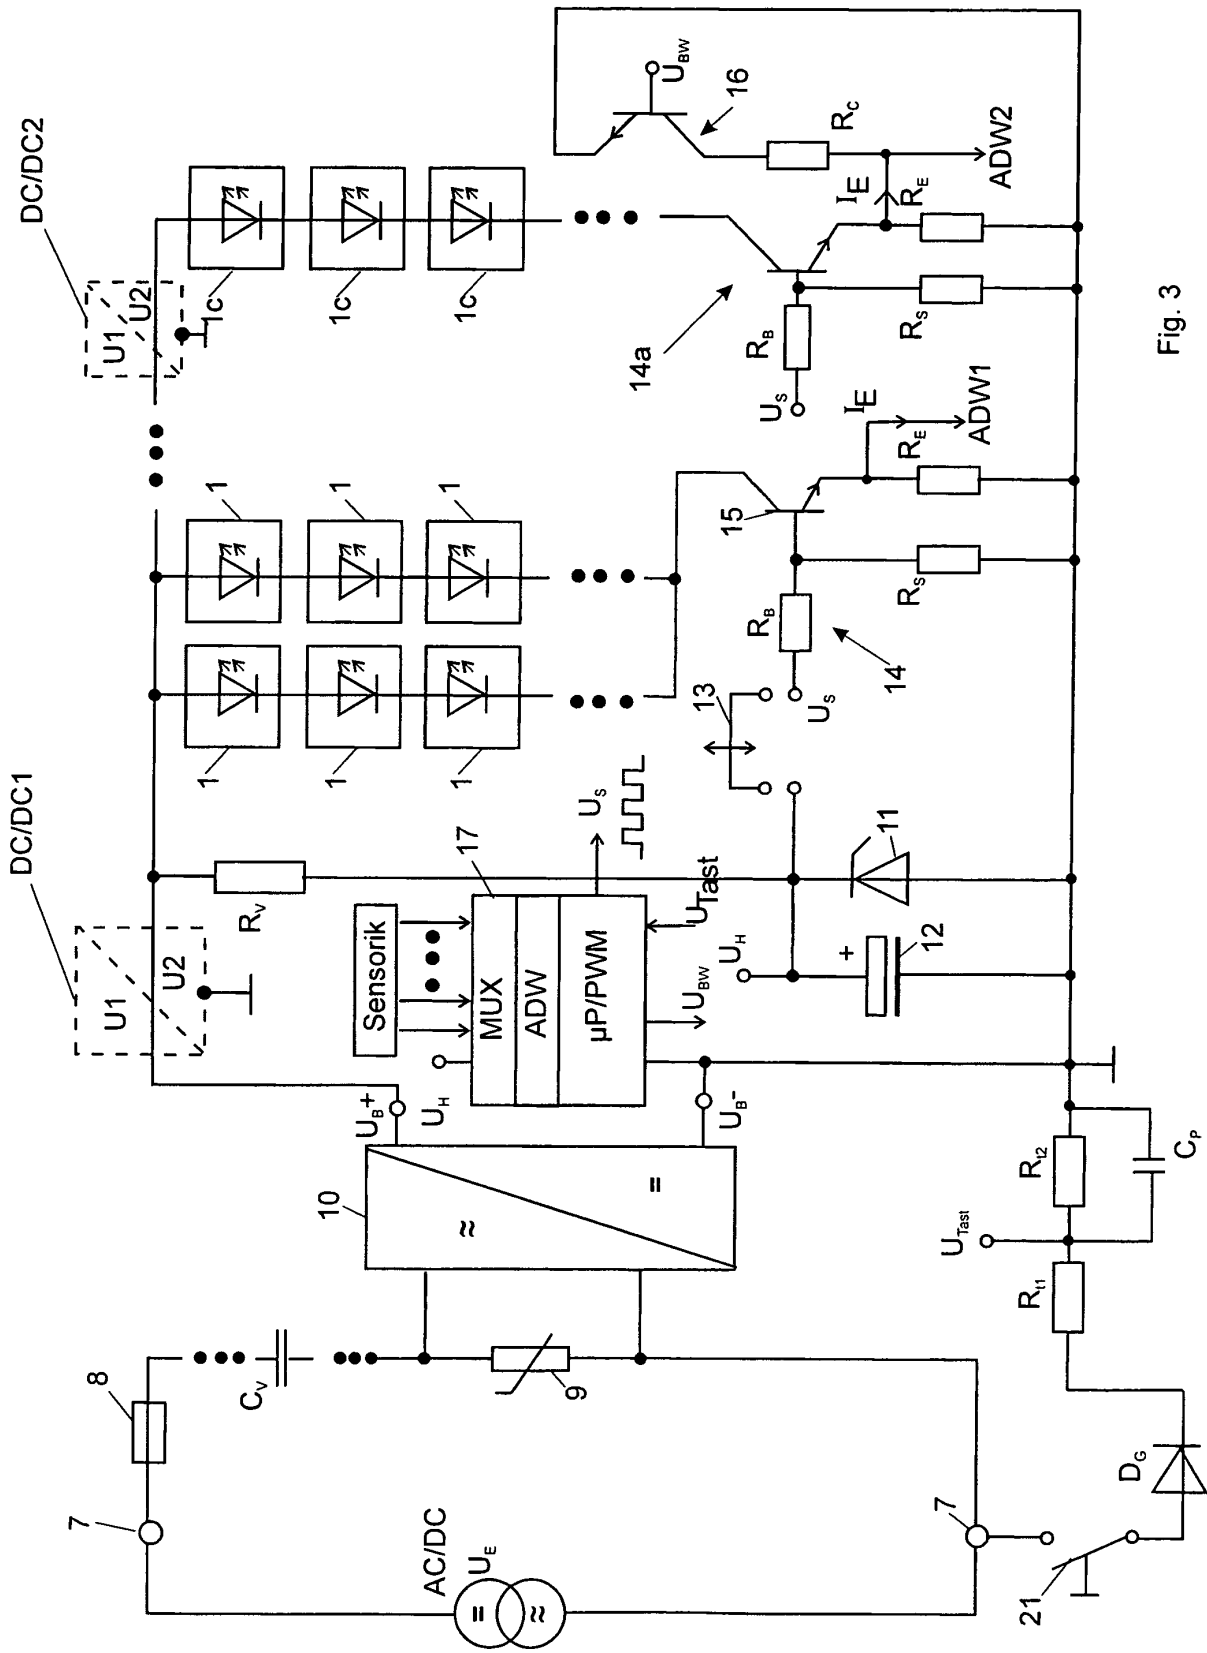 DC/DC1
DC/DC2
U1
U2
U1
U2
8
7
C_V
AC/DC
U_E
=
≈
9
7
21
D_G
10
≈
=
U_B+
U_B-
U_H
R_V
Sensorik
MUX
ADW
µP/PWM
17
U_S
U_Tast
U_BW
U_H
+
12
11
13
U_S
1
1
1
1
1
1
1c
1c
1c
R_B
14
R_S
15
I_E
R_E
ADW1
14a
U_S
R_B
R_S
I_E
R_E
R_C
16
U_BW
ADW2
U_Tast
R_t1
R_t2
C_P
Fig. 3